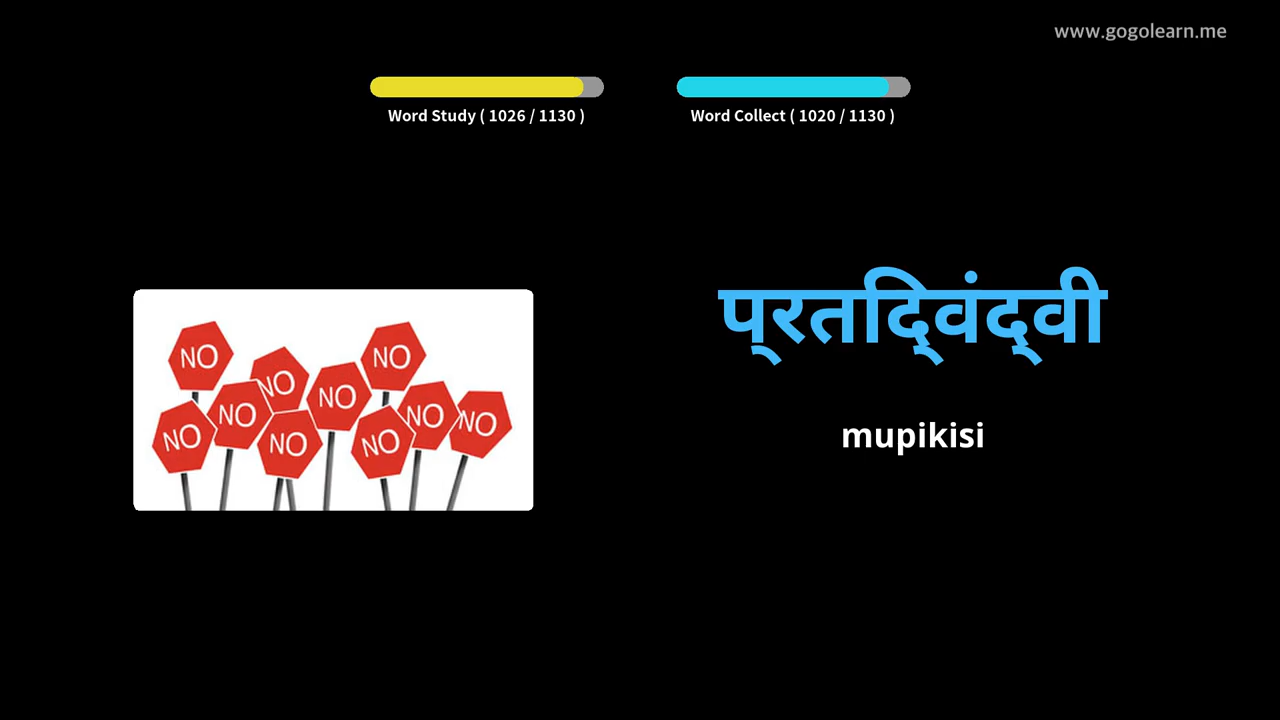 www.gogolearn.me
Word Study ( 1026 / 1130 )
Word Collect ( 1020 / 1130 )
प्रतिद्वंद्वी
mupikisi
NO
NO
NO
NO
NO
NO
NO
NO
NO
NO